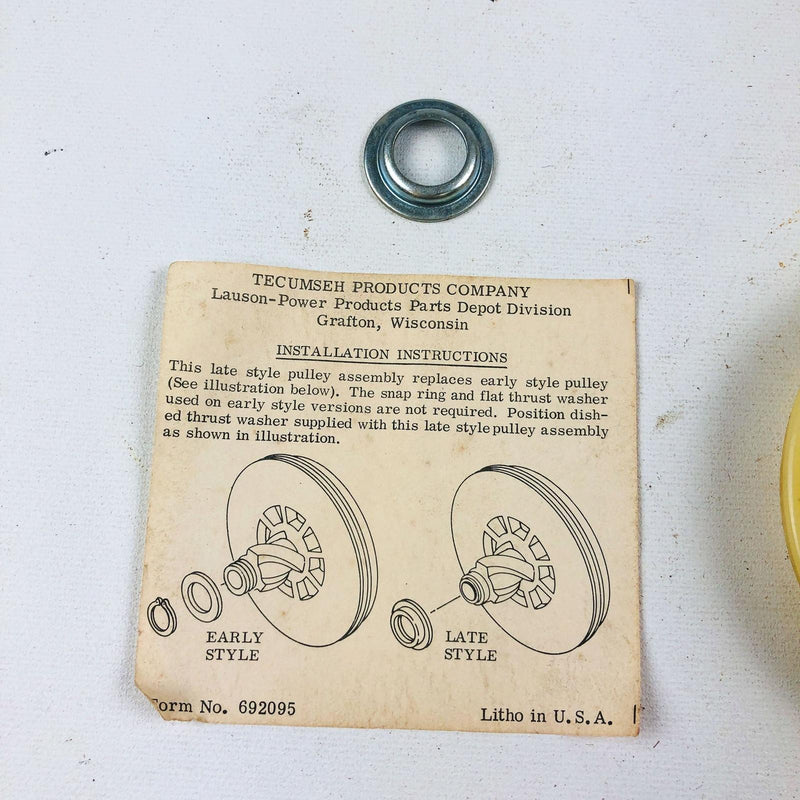 TECUMSEH PRODUCTS COMPANY
Lauson-Power Products Parts Depot Division
Grafton, Wisconsin
INSTALLATION INSTRUCTIONS
This late style pulley assembly replaces early style pulley
(See illustration below). The snap ring and flat thrust washer
used on early style versions are not required. Position dish-
ed thrust washer supplied with this late style pulley assembly
as shown in illustration.
EARLY
STYLE
LATE
STYLE
Form No. 692095
Litho in U.S.A.